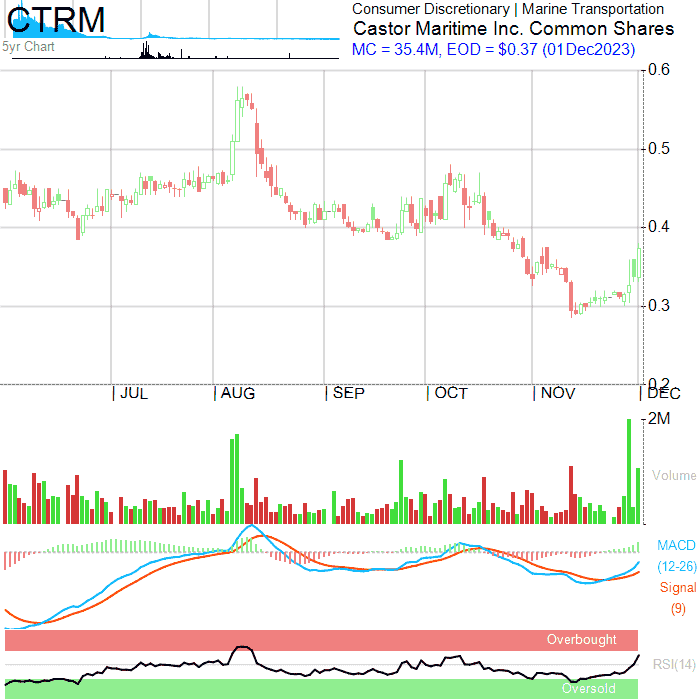 CTRM
5yr Chart
Consumer Discretionary | Marine Transportation
Castor Maritime Inc. Common Shares
MC = 35.4M, EOD = $0.37 (01Dec2023)
0.6
0.5
0.4
0.3
0.2
| JUL | AUG | SEP | OCT | NOV | DEC
2M
Volume
MACD
(12-26)
Signal
(9)
Overbought
RSI(14)
Oversold